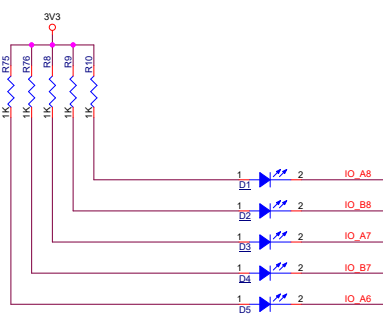 3V3
R75
R76
R8
R9
R10
1K
1K
1K
1K
1K
1 D1 2 IO_A8
1 D2 2 IO_B8
1 D3 2 IO_A7
1 D4 2 IO_B7
1 D5 2 IO_A6